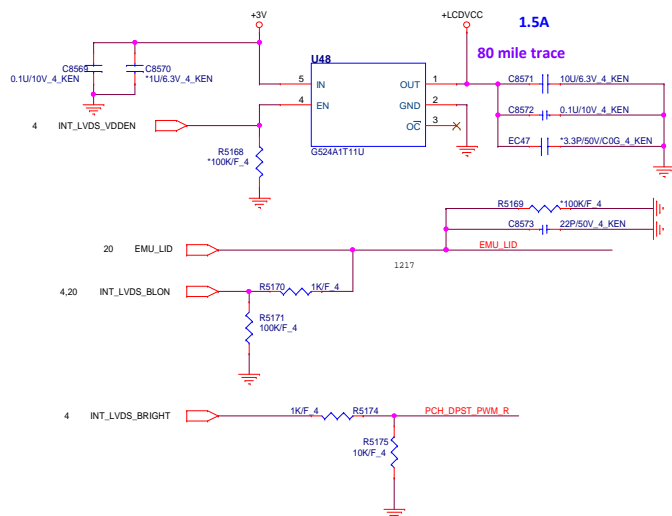 +3V
+LCDVCC
1.5A
80 mile trace
C8569
0.1U/10V_4_KEN
C8570
*1U/6.3V_4_KEN
U48
5
IN
OUT
1
4
EN
GND
2
OC
3
G524A1T11U
C8571
10U/6.3V_4_KEN
C8572
0.1U/10V_4_KEN
EC47
*3.3P/50V/C0G_4_KEN
4
INT_LVDS_VDDEN
R5168
*100K/F_4
R5169
*100K/F_4
C8573
22P/50V_4_KEN
20
EMU_LID
EMU_LID
1217
4,20
INT_LVDS_BLON
R5170
1K/F_4
R5171
100K/F_4
4
INT_LVDS_BRIGHT
1K/F_4
R5174
PCH_DPST_PWM_R
R5175
10K/F_4